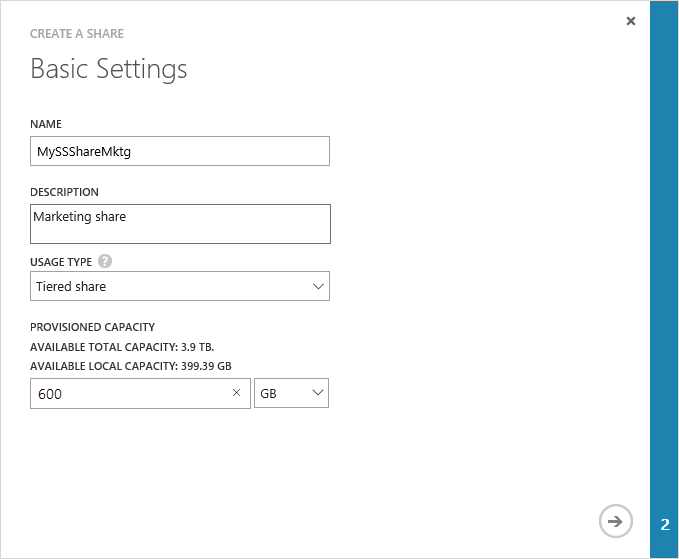 CREATE A SHARE
Basic Settings
NAME
MySSShareMktg
DESCRIPTION
Marketing share
USAGE TYPE ?
Tiered share
PROVISIONED CAPACITY
AVAILABLE TOTAL CAPACITY: 3.9 TB.
AVAILABLE LOCAL CAPACITY: 399.39 GB
600 GB
2